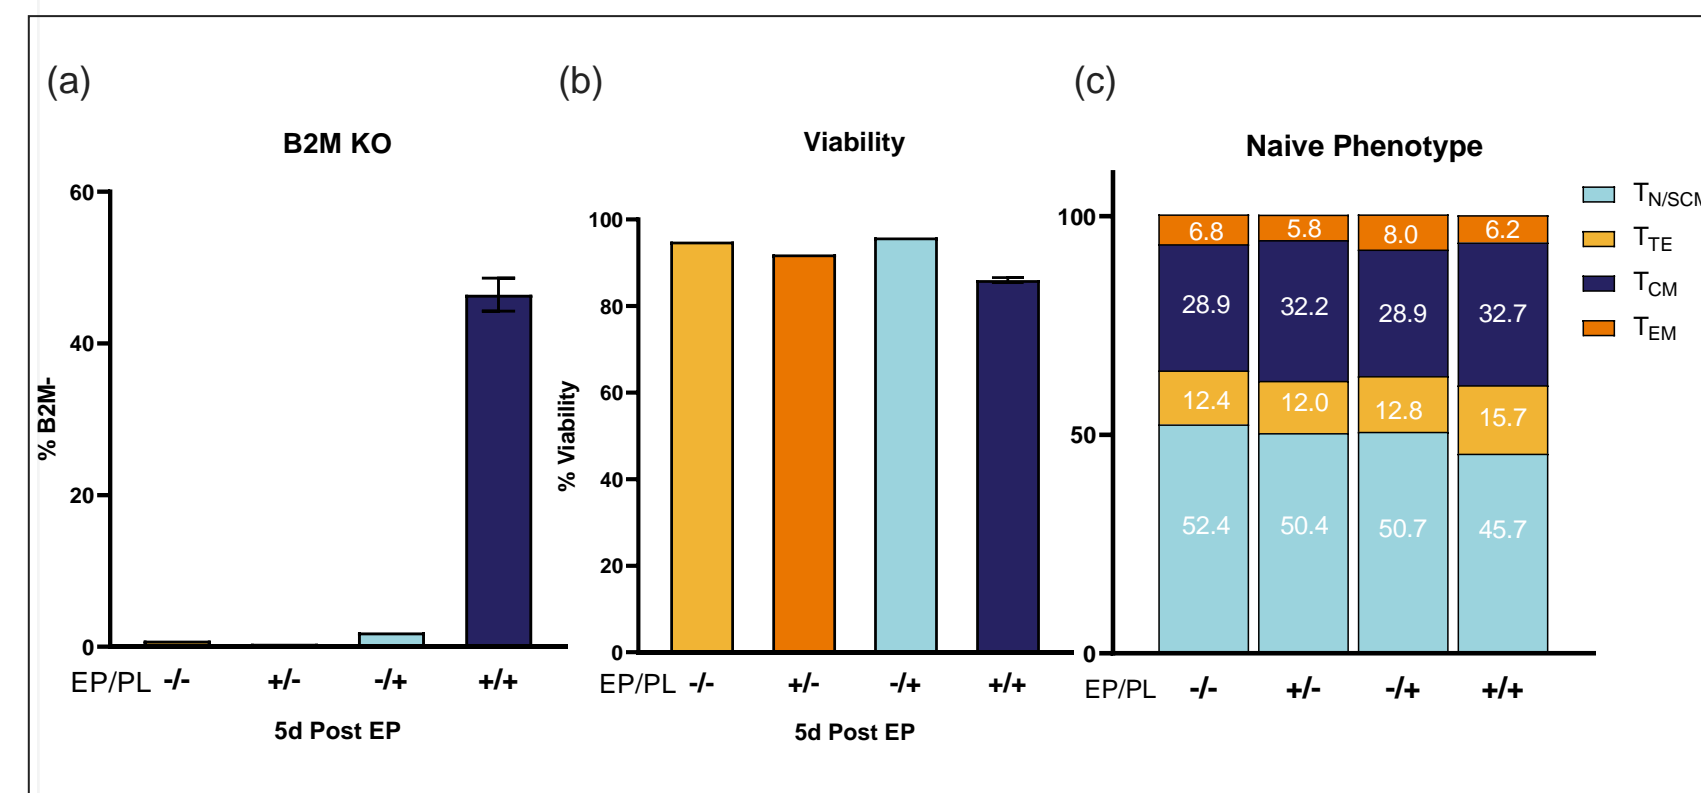 (a)
B2M KO
60
40
20
0
% B2M-
EP/PL -/- +/- -/+ +/+
5d Post EP
(b)
Viability
100
80
60
40
20
0
% Viability
EP/PL -/- +/- -/+ +/+
5d Post EP
(c)
Naive Phenotype
100
50
0
6.8 5.8 8.0 6.2
28.9 32.2 28.9 32.7
12.4 12.0 12.8 15.7
52.4 50.4 50.7 45.7
EP/PL -/- +/- -/+ +/+
TN/SCM
TTE
TCM
TEM